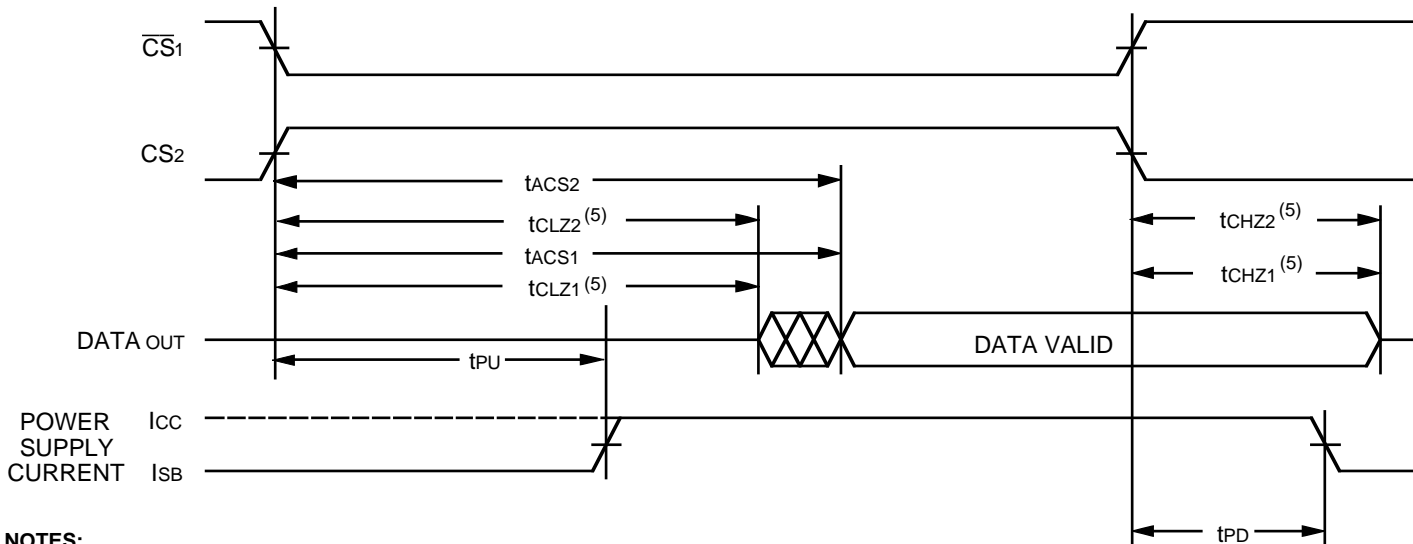 CS1
CS2
tACS2
tCLZ2 (5)
tACS1
tCLZ1 (5)
tCHZ2 (5)
tCHZ1 (5)
DATA OUT
DATA VALID
tPU
POWER SUPPLY CURRENT
ICC
ISB
tPD
NOTES: